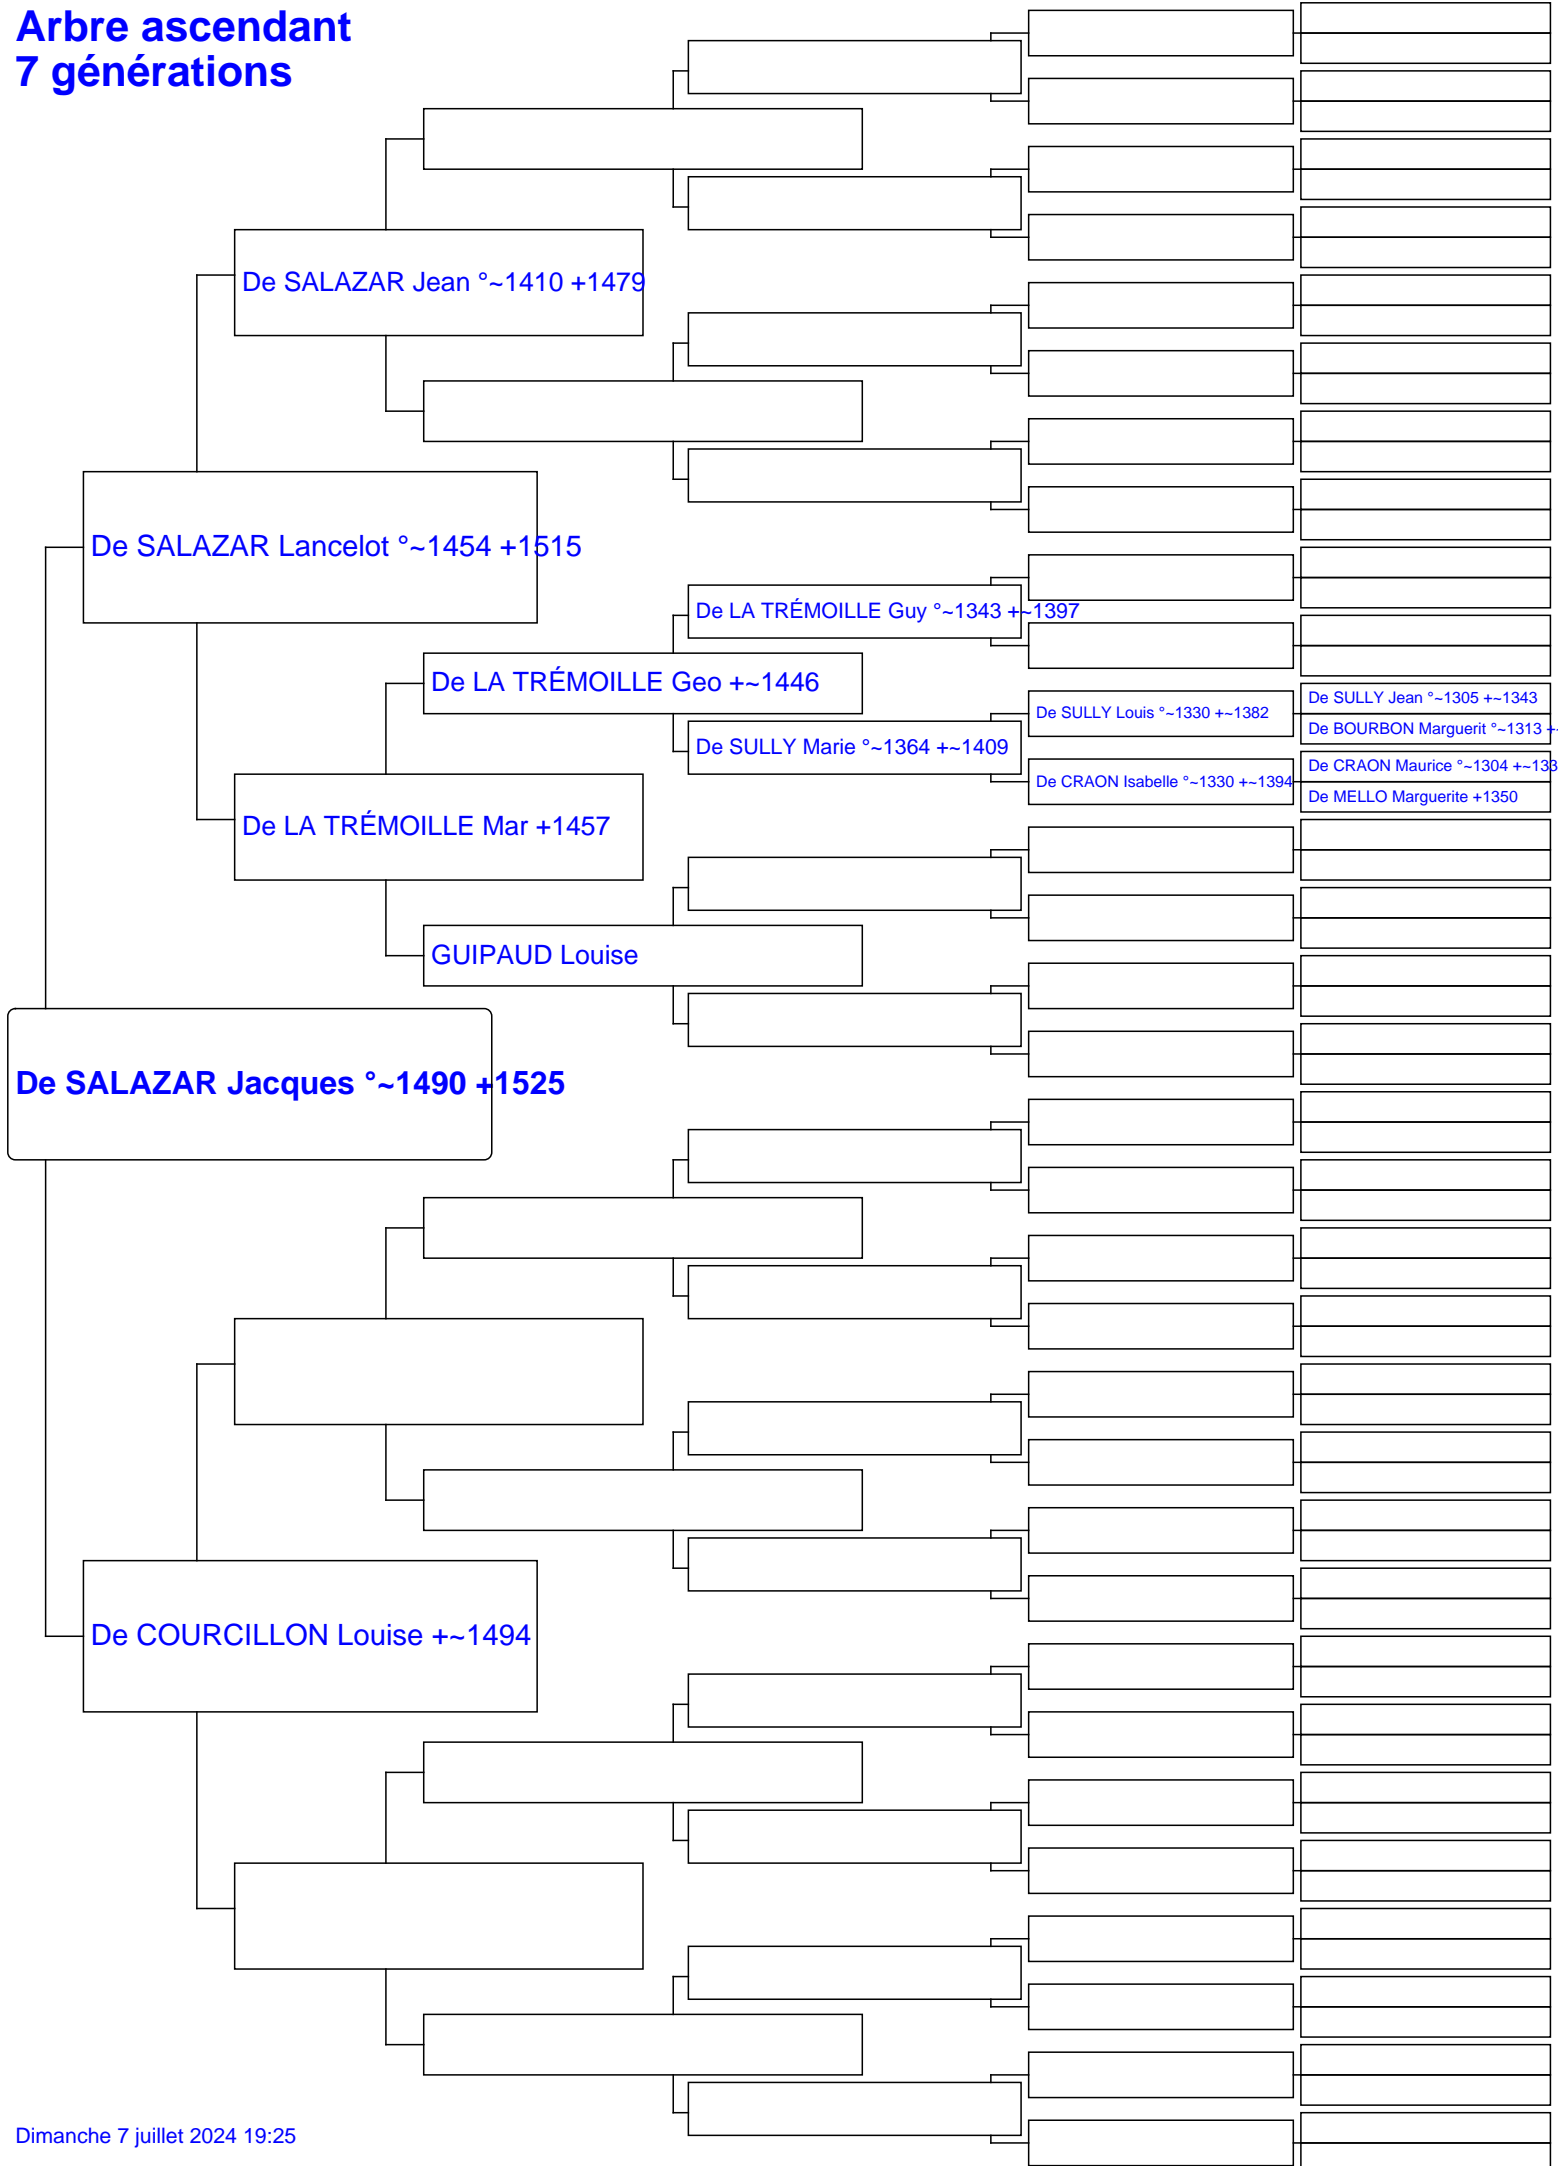 Arbre ascendant
7 générations
De SALAZAR Jean °~1410 +1479
De SALAZAR Lancelot °~1454 +1515
De LA TRÉMOILLE Guy °~1343 +~1397
De LA TRÉMOILLE Geo +~1446
De SULLY Jean °~1305 +~1343
De SULLY Louis °~1330 +~1382
De BOURBON Marguerit °~1313 +
De SULLY Marie °~1364 +~1409
De CRAON Maurice °~1304 +~133
De CRAON Isabelle °~1330 +~1394
De MELLO Marguerite +1350
De LA TRÉMOILLE Mar +1457
GUIPAUD Louise
De SALAZAR Jacques °~1490 +1525
De COURCILLON Louise +~1494
Dimanche 7 juillet 2024 19:25